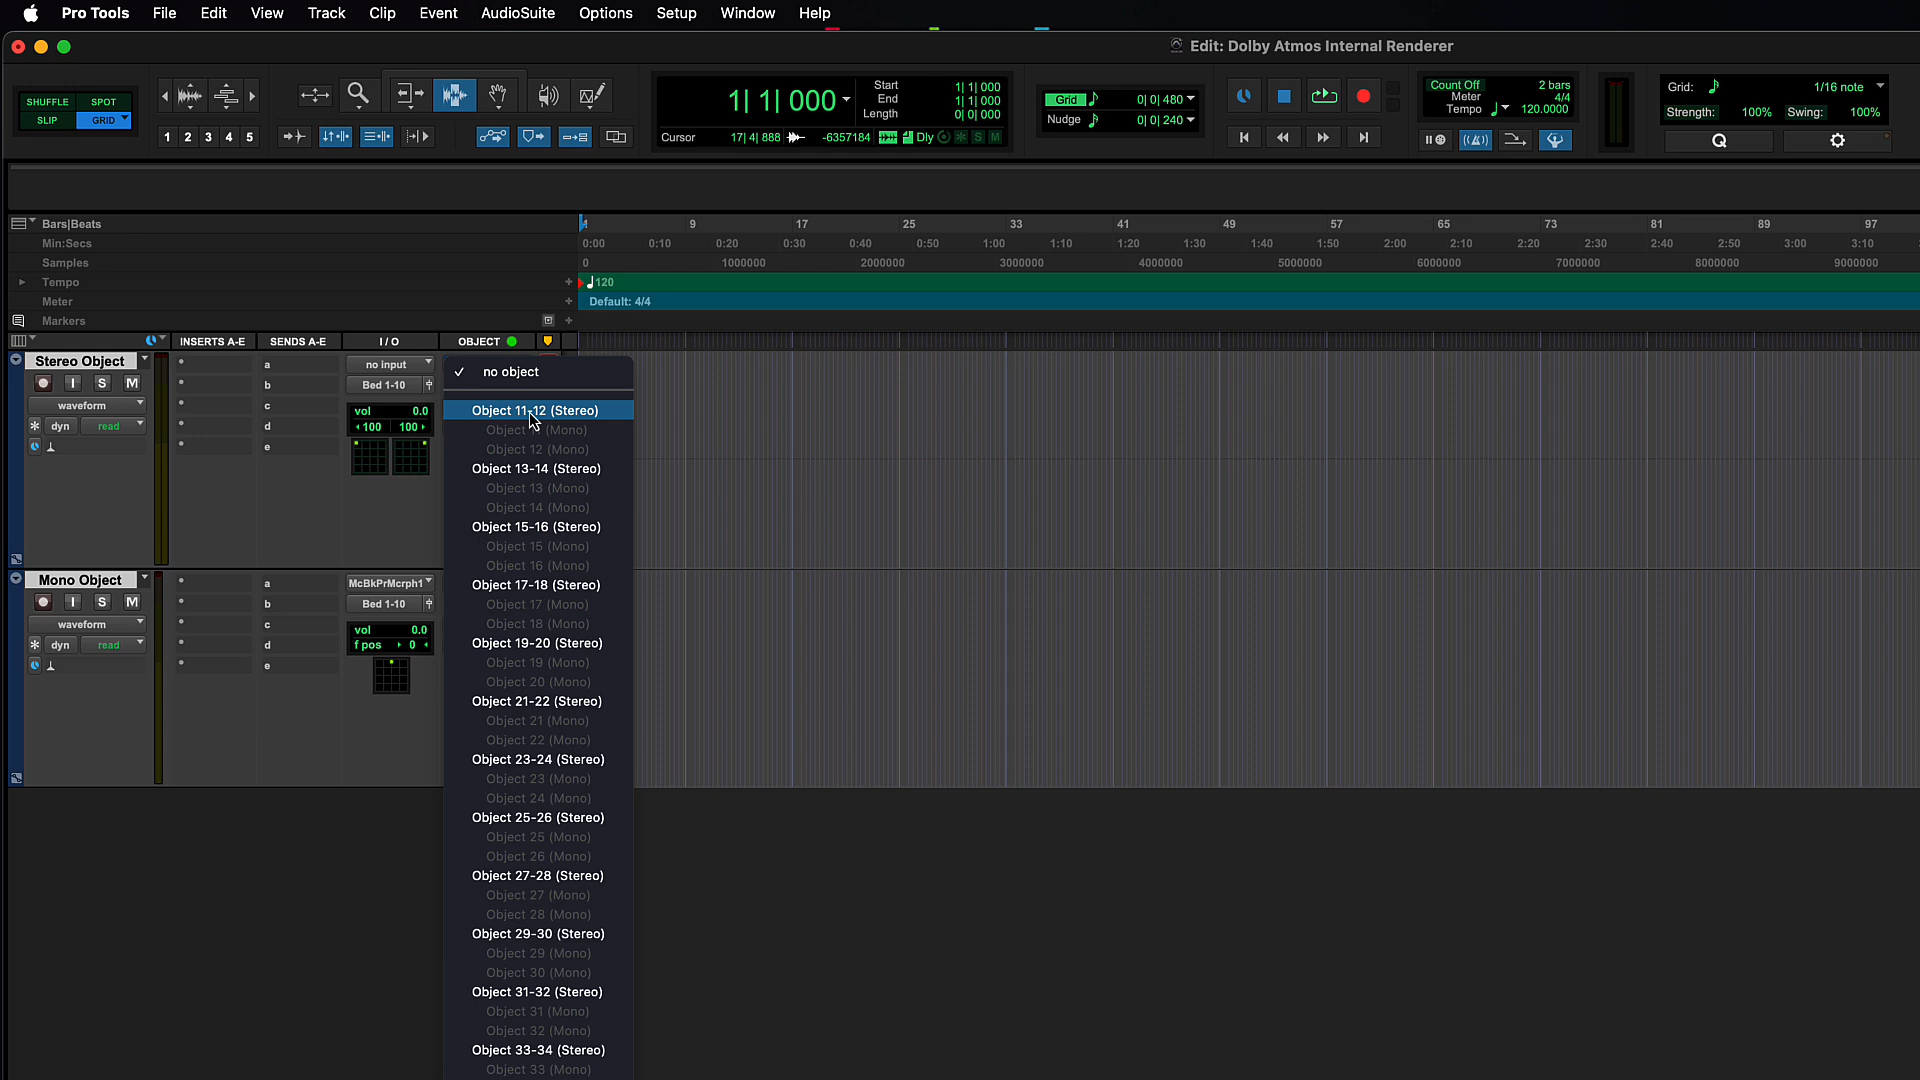 Pro Tools File Edit View Track Clip Event AudioSuite Options Setup Window Help
Edit: Dolby Atmos Internal Renderer
SHUFFLE SPOT
SLIP GRID
1 2 3 4 5
1| 1| 000
Start 1| 1| 000
End 1| 1| 000
Length 0| 0| 000
Cursor 17| 4| 888 -6357184 Dly S M
Grid 0| 0| 480
Nudge 0| 0| 240
Count Off 2 bars
Meter 4/4
Tempo 120.0000
Grid: 1/16 note
Strength: 100% Swing: 100%
Q
Bars|Beats 1 9 17 25 33 41 49 57 65 73 81 89 97
Min:Secs 0:00 0:10 0:20 0:30 0:40 0:50 1:00 1:10 1:20 1:30 1:40 1:50 2:00 2:10 2:20 2:30 2:40 2:50 3:00 3:10
Samples 0 1000000 2000000 3000000 4000000 5000000 6000000 7000000 8000000 9000000
Tempo + 120
Meter + Default: 4/4
Markers +
INSERTS A-E SENDS A-E I / O OBJECT
Stereo Object a no input
I S M b Bed 1-10
waveform c vol 0.0
dyn read d 100 100
e
Mono Object a McBkPrMcrph1
I S M b Bed 1-10
waveform c vol 0.0
dyn read d f pos 0
e
✓ no object
Object 11-12 (Stereo)
Object 11 (Mono)
Object 12 (Mono)
Object 13-14 (Stereo)
Object 13 (Mono)
Object 14 (Mono)
Object 15-16 (Stereo)
Object 15 (Mono)
Object 16 (Mono)
Object 17-18 (Stereo)
Object 17 (Mono)
Object 18 (Mono)
Object 19-20 (Stereo)
Object 19 (Mono)
Object 20 (Mono)
Object 21-22 (Stereo)
Object 21 (Mono)
Object 22 (Mono)
Object 23-24 (Stereo)
Object 23 (Mono)
Object 24 (Mono)
Object 25-26 (Stereo)
Object 25 (Mono)
Object 26 (Mono)
Object 27-28 (Stereo)
Object 27 (Mono)
Object 28 (Mono)
Object 29-30 (Stereo)
Object 29 (Mono)
Object 30 (Mono)
Object 31-32 (Stereo)
Object 31 (Mono)
Object 32 (Mono)
Object 33-34 (Stereo)
Object 33 (Mono)